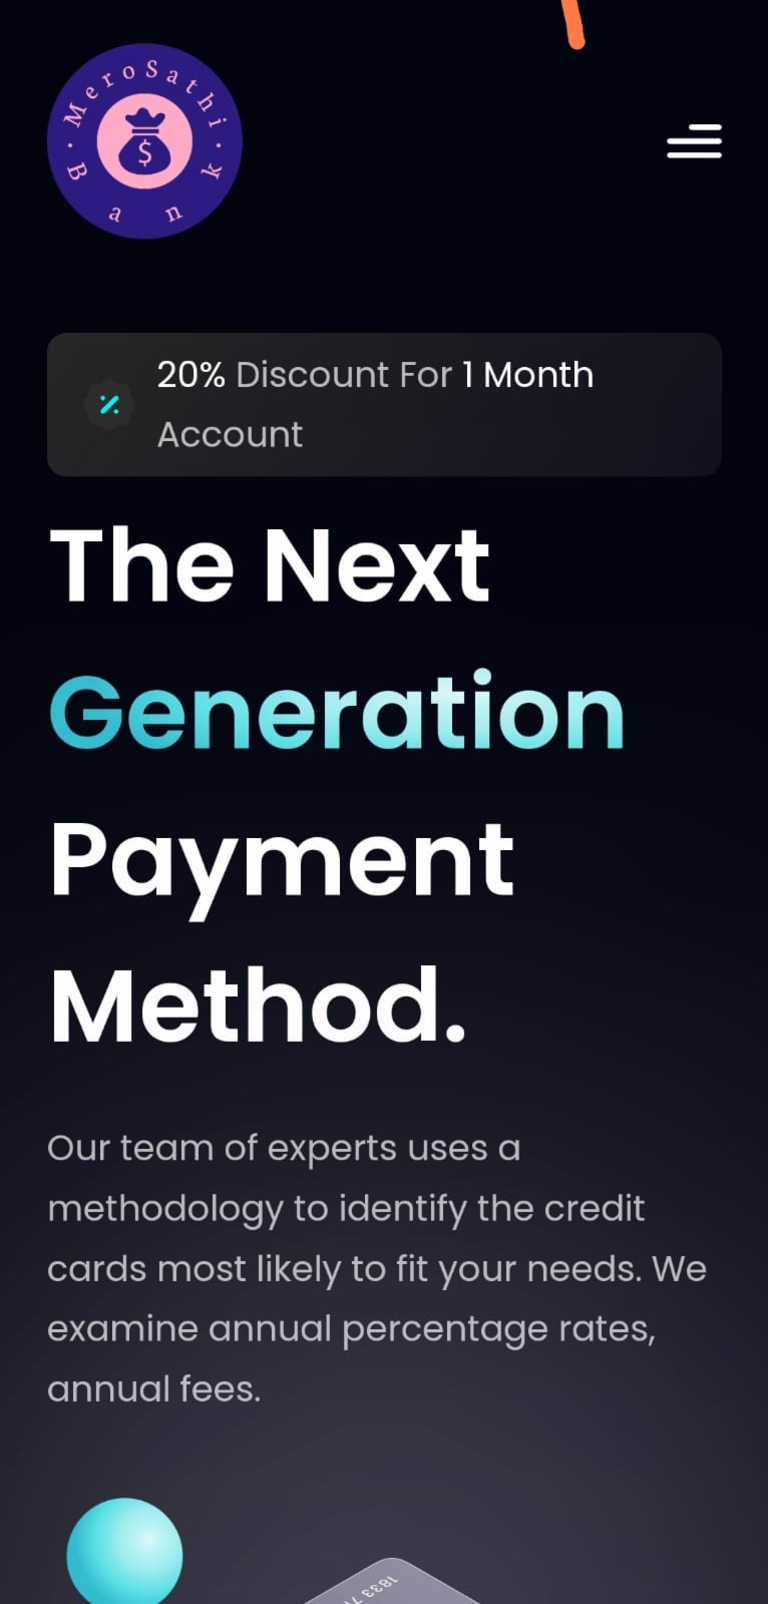 MeroSathi
Bank
$
20% Discount For 1 Month
Account
The Next
Generation
Payment
Method.
Our team of experts uses a
methodology to identify the credit
cards most likely to fit your needs. We
examine annual percentage rates,
annual fees.
1833